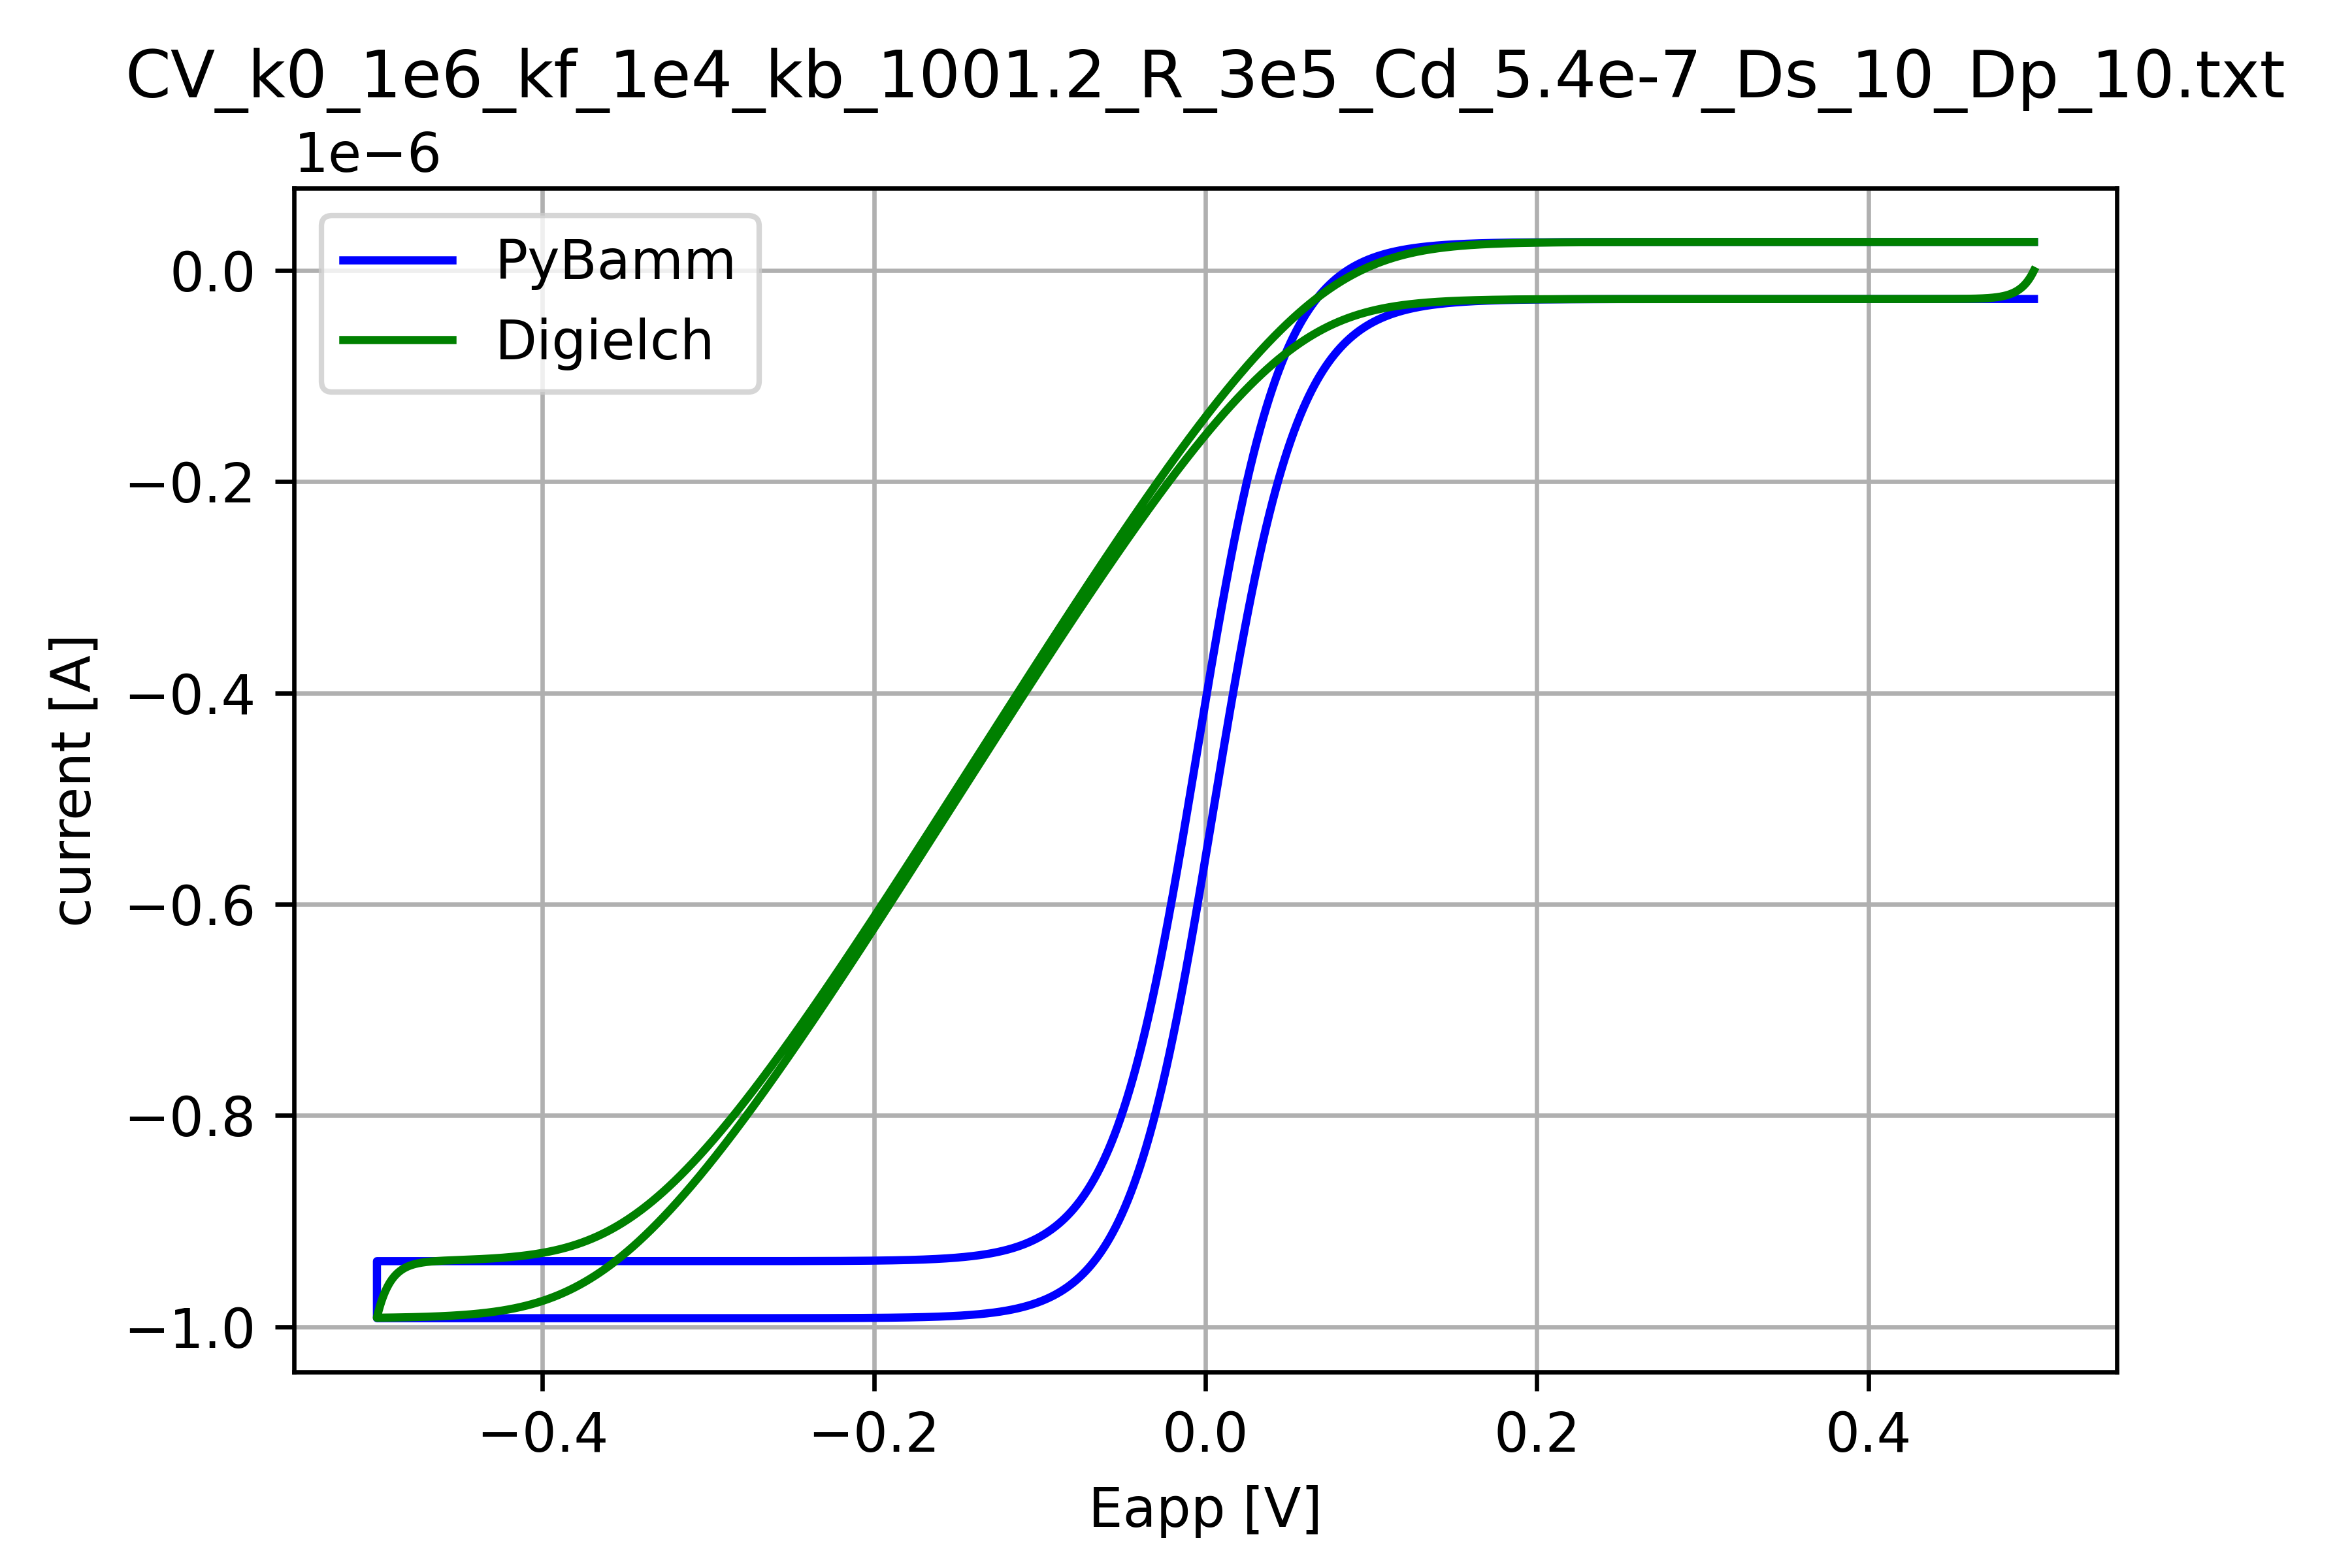 CV_k0_1e6_kf_1e4_kb_1001.2_R_3e5_Cd_5.4e-7_Ds_10_Dp_10.txt
1e−6
PyBamm
Digielch
0.0
−0.2
−0.4
−0.6
−0.8
−1.0
current [A]
−0.4 −0.2 0.0 0.2 0.4
Eapp [V]